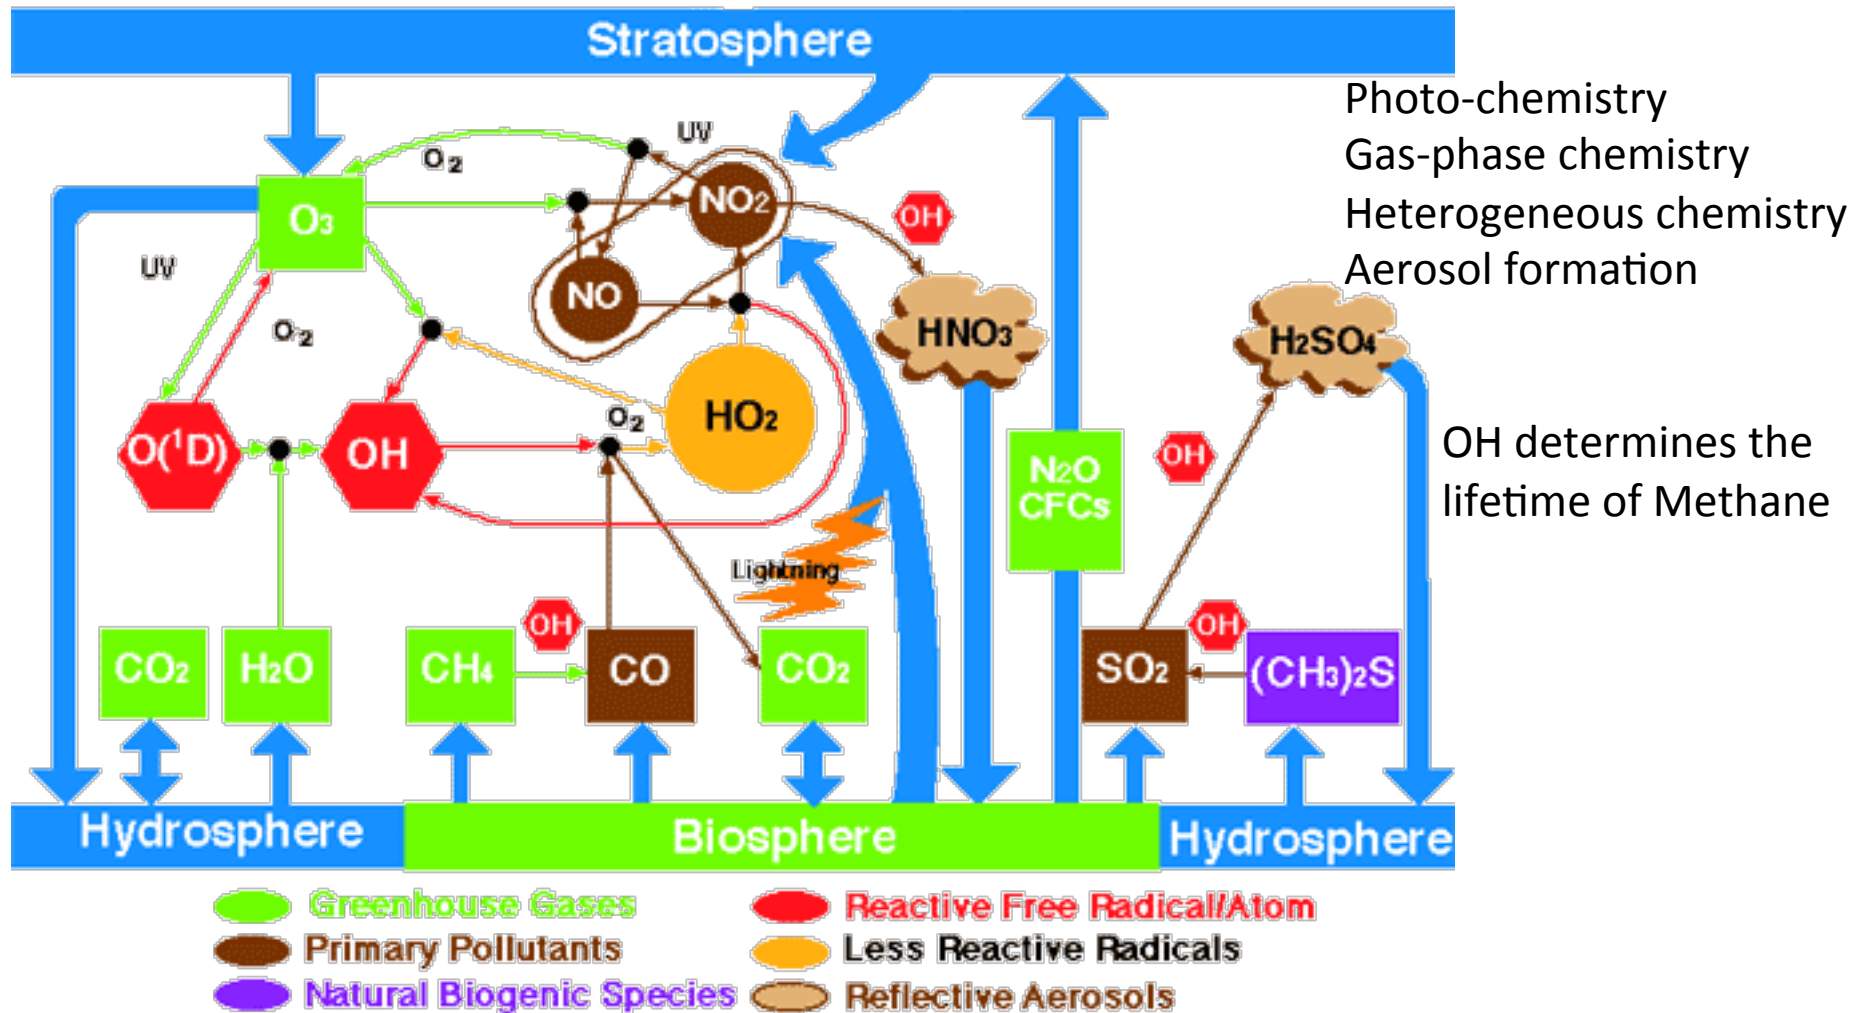 Stratosphere
Photo-chemistry
Gas-phase chemistry
Heterogeneous chemistry
Aerosol formation
UV
O2
O3
NO2
OH
UV
NO
O2
HNO3
H2SO4
O(¹D)
OH
O2
HO2
OH
N2O
CFCs
OH determines the
lifetime of Methane
Lightning
OH
OH
CO2
H2O
CH4
CO
CO2
SO2
(CH3)2S
Hydrosphere
Biosphere
Hydrosphere
Greenhouse Gases
Reactive Free Radical/Atom
Primary Pollutants
Less Reactive Radicals
Natural Biogenic Species
Reflective Aerosols